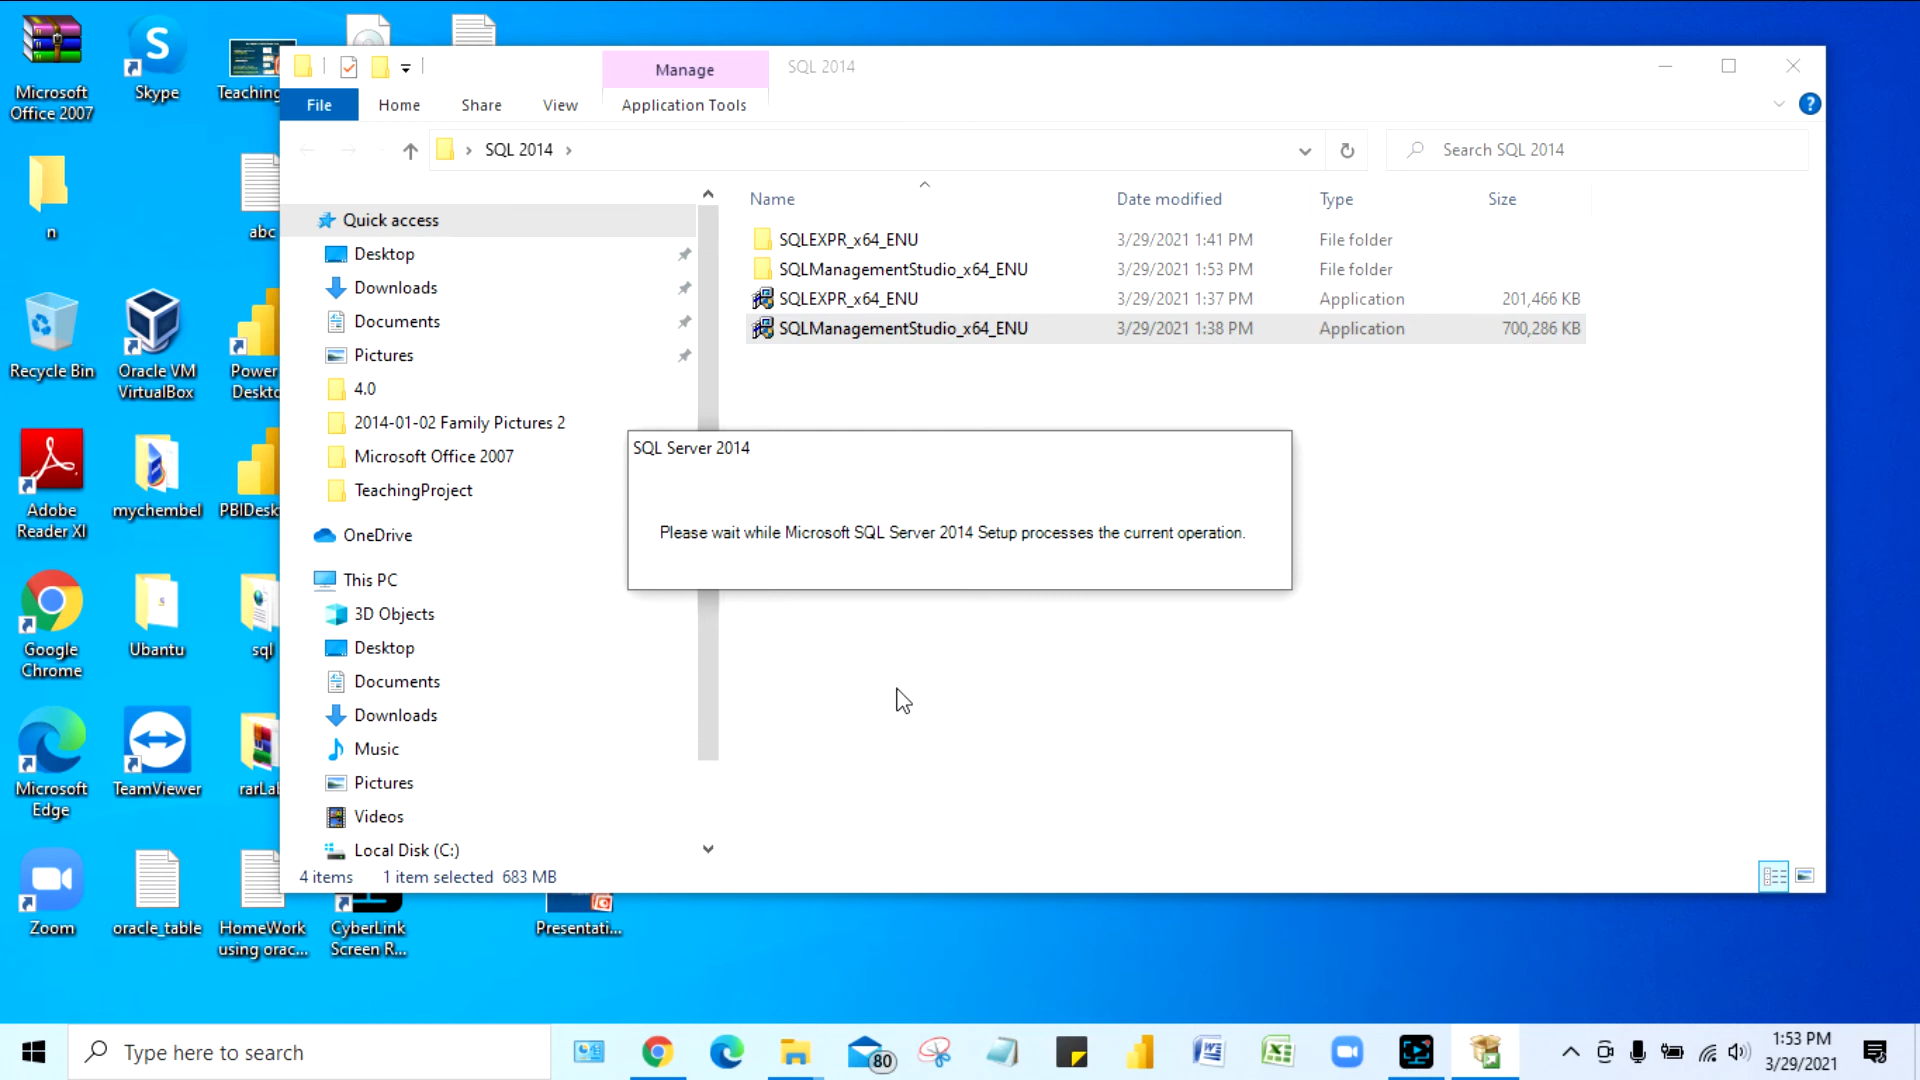 Microsoft
Office 2007
Skype
Teaching
n
abc
Recycle Bin
Oracle VM
VirtualBox
Power
Deskto
Adobe
Reader XI
mychembel
PBIDesk
Google
Chrome
Ubantu
sql
Microsoft
Edge
TeamViewer
rarLa
Zoom
oracle_table
HomeWork
using orac...
CyberLink
Screen R...
Presentati...
Manage
SQL 2014
File
Home
Share
View
Application Tools
SQL 2014
Search SQL 2014
Quick access
Desktop
Downloads
Documents
Pictures
4.0
2014-01-02 Family Pictures 2
Microsoft Office 2007
TeachingProject
OneDrive
This PC
3D Objects
Desktop
Documents
Downloads
Music
Pictures
Videos
Local Disk (C:)
Name Date modified Type Size
SQLEXPR_x64_ENU 3/29/2021 1:41 PM File folder
SQLManagementStudio_x64_ENU 3/29/2021 1:53 PM File folder
SQLEXPR_x64_ENU 3/29/2021 1:37 PM Application 201,466 KB
SQLManagementStudio_x64_ENU 3/29/2021 1:38 PM Application 700,286 KB
SQL Server 2014
Please wait while Microsoft SQL Server 2014 Setup processes the current operation.
4 items 1 item selected 683 MB
Type here to search
80
1:53 PM
3/29/2021